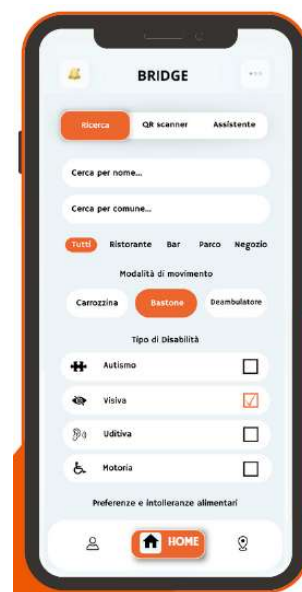 BRIDGE
Ricerca QR scanner Assistente
Cerca per nome...
Cerca per comune...
Tutti Ristorante Bar Parco Negozio
Modalità di movimento
Carrozzina Bastone Deambulatore
Tipo di Disabilità
Autismo
Visiva
Uditiva
Motoria
Preferenze e intolleranze alimentari
HOME